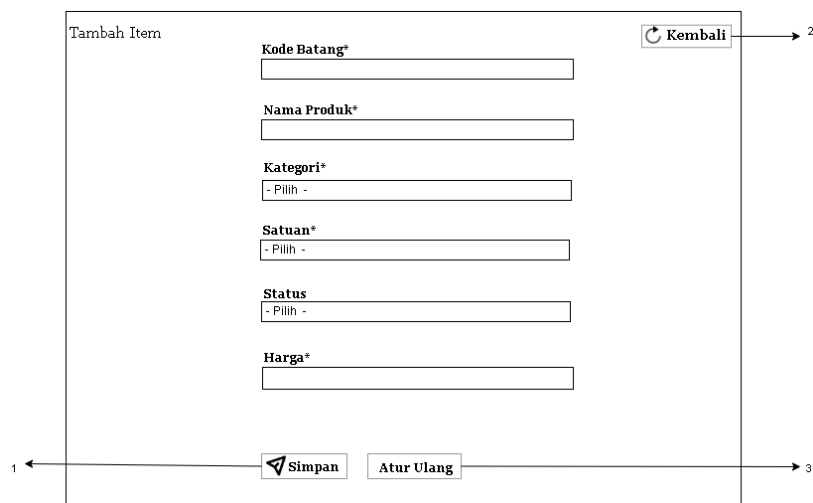 Tambah Item
Kembali
2
Kode Batang*
Nama Produk*
Kategori*
- Pilih -
Satuan*
- Pilih -
Status
- Pilih -
Harga*
1
Simpan
Atur Ulang
3